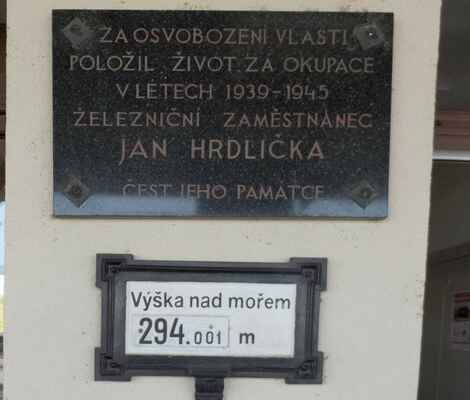 ZA OSVOBOZENÍ VLASTI
POLOŽIL ŽIVOT ZA OKUPACE
V LETECH 1939-1945
ŽELEZNIČNÍ ZAMĚSTNANEC
JAN HRDLIČKA
ČEST JEHO PAMÁTCE
Výška nad mořem
294.001 m